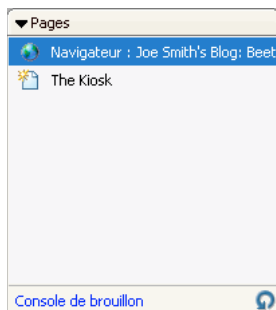 Pages
Navigateur : Joe Smith's Blog: Beet
The Kiosk
Console de brouillon